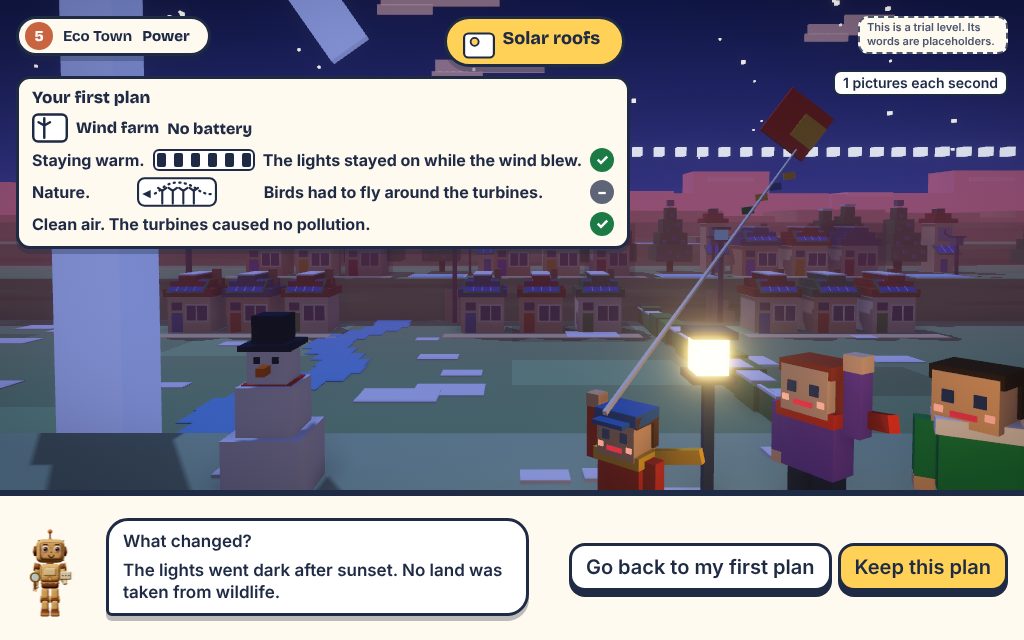 5 Eco Town Power
Solar roofs
This is a trial level. Its
words are placeholders.
1 pictures each second
Your first plan
Wind farm No battery
Staying warm. The lights stayed on while the wind blew.
Nature. Birds had to fly around the turbines.
Clean air. The turbines caused no pollution.
What changed?
The lights went dark after sunset. No land was
taken from wildlife.
Go back to my first plan
Keep this plan